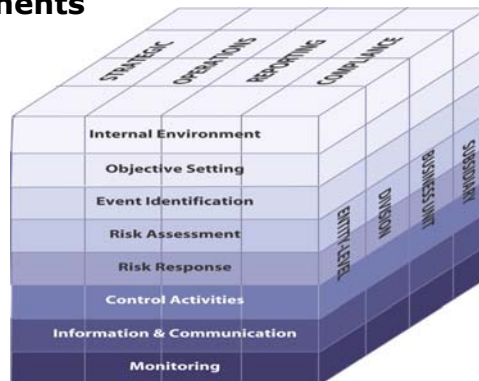 nents
STRATEGIC
OPERATIONS
REPORTING
COMPLIANCE
Internal Environment
Objective Setting
Event Identification
Risk Assessment
Risk Response
Control Activities
Information & Communication
Monitoring
ENTITY-LEVEL
DIVISION
BUSINESS UNIT
SUBSIDIARY